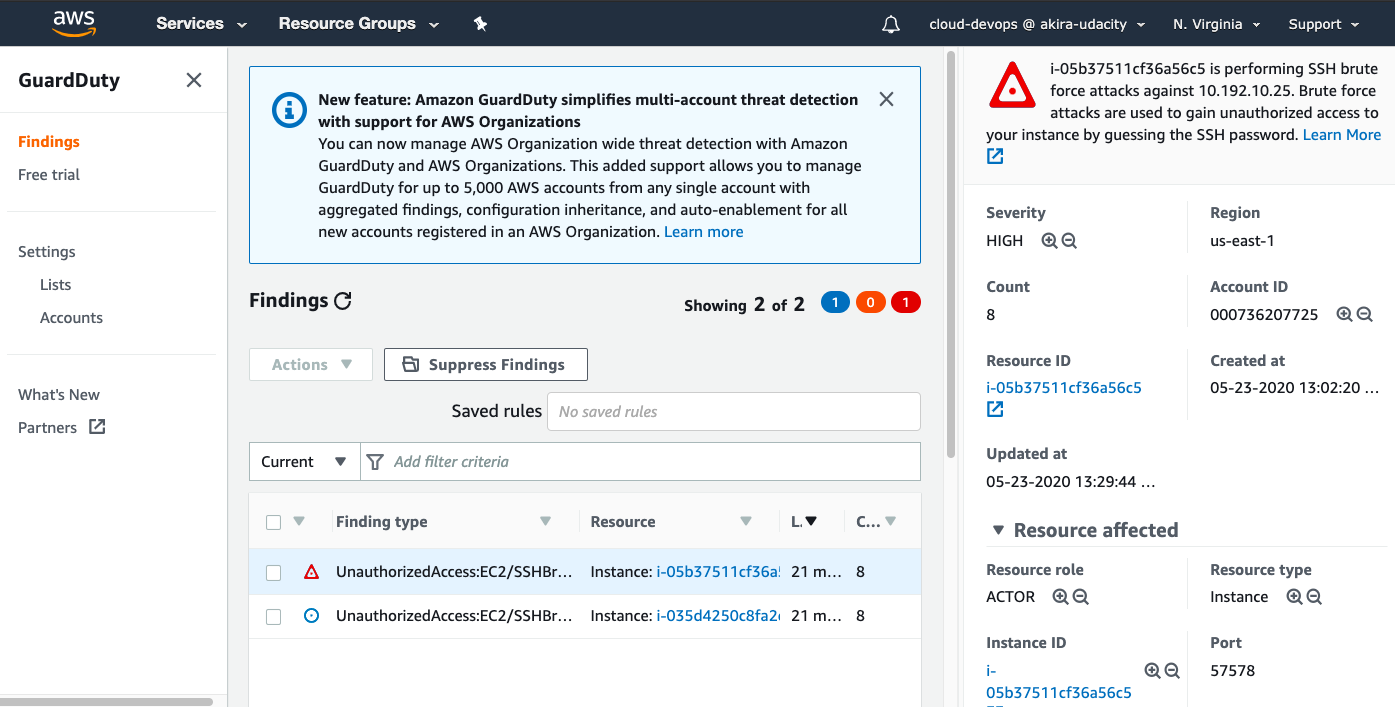 aws
Services
Resource Groups
cloud-devops @ akira-udacity
N. Virginia
Support
GuardDuty
Findings
Free trial
Settings
Lists
Accounts
What's New
Partners
New feature: Amazon GuardDuty simplifies multi-account threat detection
with support for AWS Organizations
You can now manage AWS Organization wide threat detection with Amazon
GuardDuty and AWS Organizations. This added support allows you to manage
GuardDuty for up to 5,000 AWS accounts from any single account with
aggregated findings, configuration inheritance, and auto-enablement for all
new accounts registered in an AWS Organization. Learn more
Findings
Showing 2 of 2 1 0 1
Actions
Suppress Findings
Saved rules No saved rules
Current Add filter criteria
Finding type Resource L. C...
UnauthorizedAccess:EC2/SSHBr... Instance: i-05b37511cf36a 21 m... 8
UnauthorizedAccess:EC2/SSHBr... Instance: i-035d4250c8fa2 21 m... 8
i-05b37511cf36a56c5 is performing SSH brute
force attacks against 10.192.10.25. Brute force
attacks are used to gain unauthorized access to
your instance by guessing the SSH password. Learn More
Severity Region
HIGH us-east-1
Count Account ID
8 000736207725
Resource ID Created at
i-05b37511cf36a56c5 05-23-2020 13:02:20 ...
Updated at
05-23-2020 13:29:44 ...
Resource affected
Resource role Resource type
ACTOR Instance
Instance ID Port
i- 57578
05b37511cf36a56c5